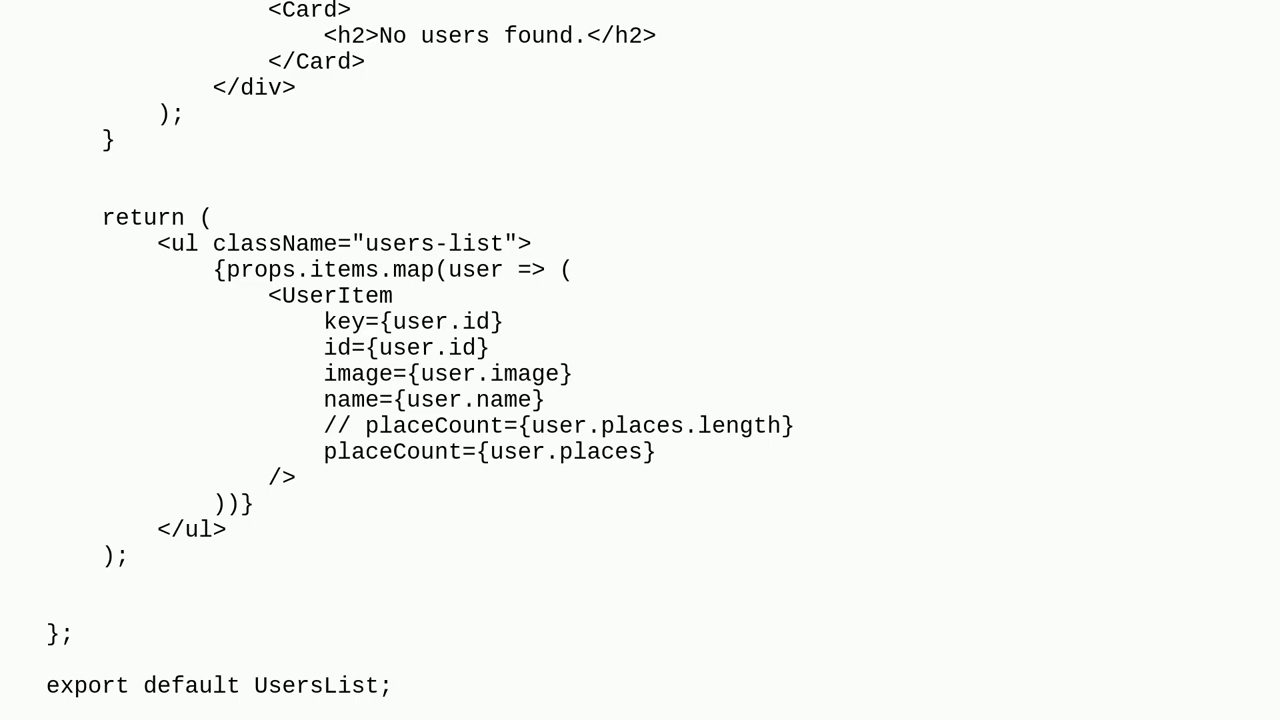 <Card>
                    <h2>No users found.</h2>
                </Card>
            </div>
        );
    }


    return (
        <ul className="users-list">
            {props.items.map(user => (
                <UserItem
                    key={user.id}
                    id={user.id}
                    image={user.image}
                    name={user.name}
                    // placeCount={user.places.length}
                    placeCount={user.places}
                />
            ))}
        </ul>
    );


};

export default UsersList;